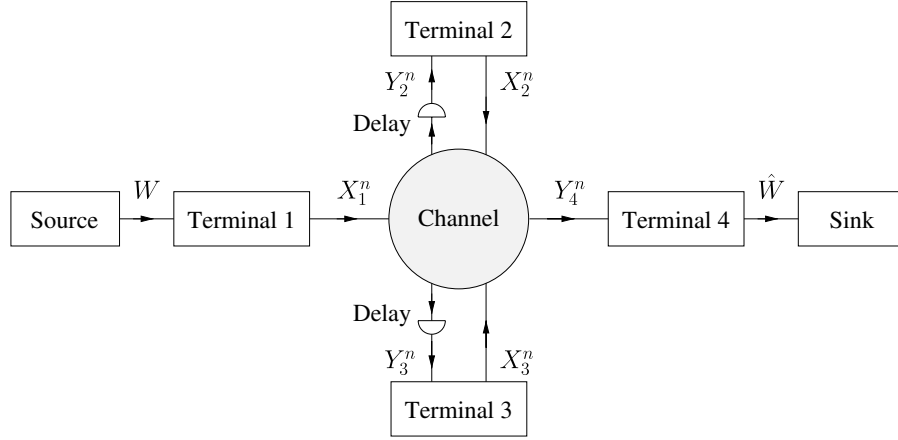 Terminal 2
Y_2^n X_2^n
Delay
W X_1^n Y_4^n Ŵ
Source Terminal 1 Channel Terminal 4 Sink
Delay
Y_3^n X_3^n
Terminal 3